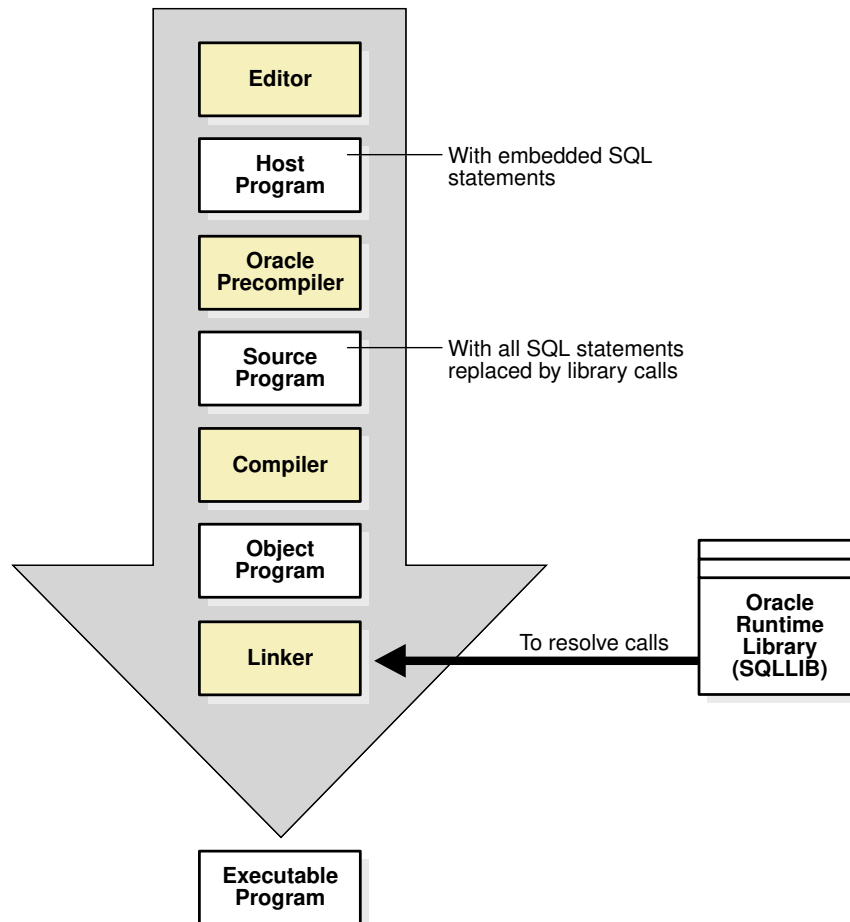 Editor
Host
Program
With embedded SQL
statements
Oracle
Precompiler
Source
Program
With all SQL statements
replaced by library calls
Compiler
Object
Program
Linker
To resolve calls
Oracle
Runtime
Library
(SQLLIB)
Executable
Program